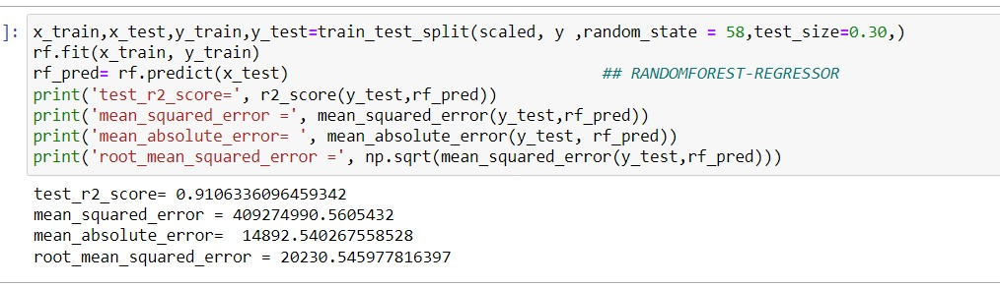 ]: x_train,x_test,y_train,y_test=train_test_split(scaled, y ,random_state = 58,test_size=0.30,)
rf.fit(x_train, y_train)
rf_pred= rf.predict(x_test) ## RANDOMFOREST-REGRESSOR
print('test_r2_score=', r2_score(y_test,rf_pred))
print('mean_squared_error =', mean_squared_error(y_test,rf_pred))
print('mean_absolute_error= ', mean_absolute_error(y_test, rf_pred))
print('root_mean_squared_error =', np.sqrt(mean_squared_error(y_test,rf_pred)))
test_r2_score= 0.9106336096459342
mean_squared_error = 409274990.5605432
mean_absolute_error=  14892.540267558528
root_mean_squared_error = 20230.545977816397